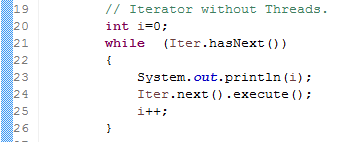 19 // Iterator without Threads.
20 int i=0;
21 while  (Iter.hasNext())
22 {
23 System.out.println(i);
24 Iter.next().execute();
25 i++;
26 }